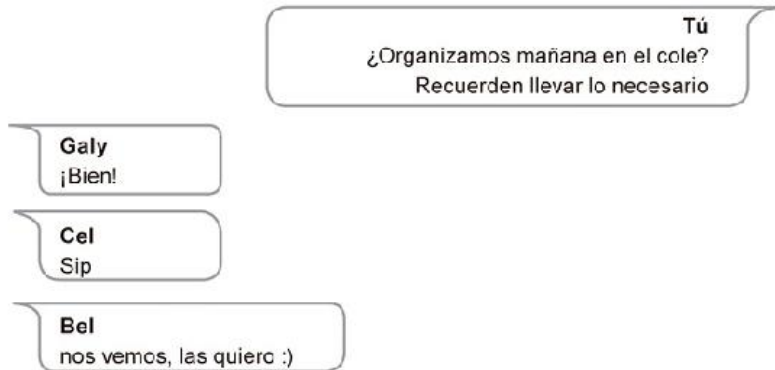 Tú
¿Organizamos mañana en el cole?
Recuerden llevar lo necesario
Galy
¡Bien!
Cel
Sip
Bel
nos vemos, las quiero :)